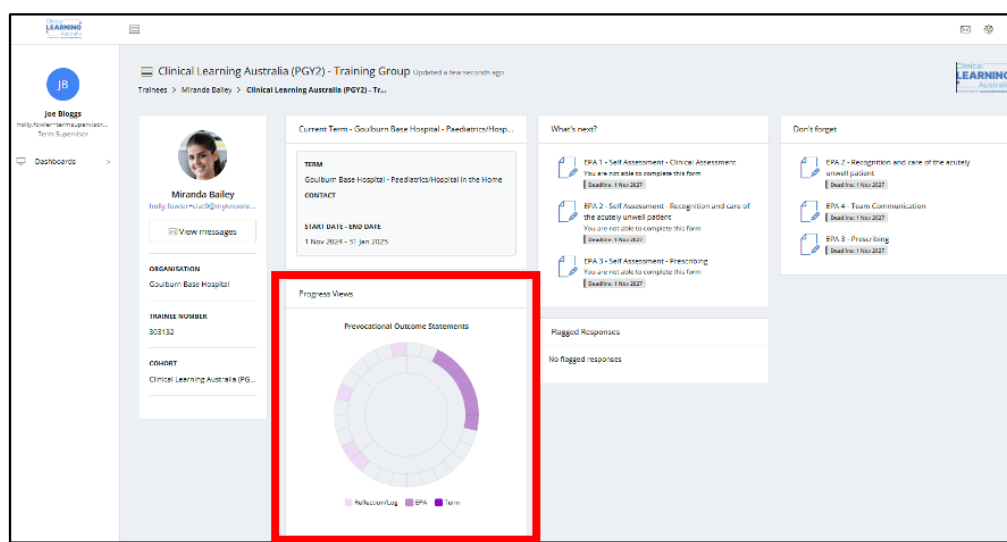 Clinical
LEARNING
Australia
JB
Joe Bloggs
Term Supervisor
Dashboards >
Clinical Learning Australia (PGY2) - Training Group Updated a few seconds ago
Trainees > Miranda Bailey > Clinical Learning Australia (PGY2) - Tr...
Clinical
LEARNING
Australia
Miranda Bailey
View messages
ORGANISATION
Goulburn Base Hospital
TRAINEE NUMBER
303132
COHORT
Clinical Learning Australia (PG...
Current Term - Goulburn Base Hospital - Paediatrics/Hosp...
TERM
Goulburn Base Hospital - Paediatrics/Hospital in the Home
CONTACT
START DATE - END DATE
1 Nov 2024 - 31 Jan 2025
Progress Views
Prevocational Outcome Statements
Reflection/Log EPA Term
What's next?
EPA 1 - Self Assessment - Clinical Assessment
You are not able to complete this form
Deadline: 1 Nov 2027
EPA 2 - Self Assessment - Recognition and care of
the acutely unwell patient
You are not able to complete this form
Deadline: 1 Nov 2027
EPA 3 - Self Assessment - Prescribing
You are not able to complete this form
Deadline: 1 Nov 2027
Flagged Responses
No flagged responses
Don't forget
EPA 2 - Recognition and care of the acutely
unwell patient
Deadline: 1 Nov 2027
EPA 4 - Team Communication
Deadline: 1 Nov 2027
EPA 3 - Prescribing
Deadline: 1 Nov 2027